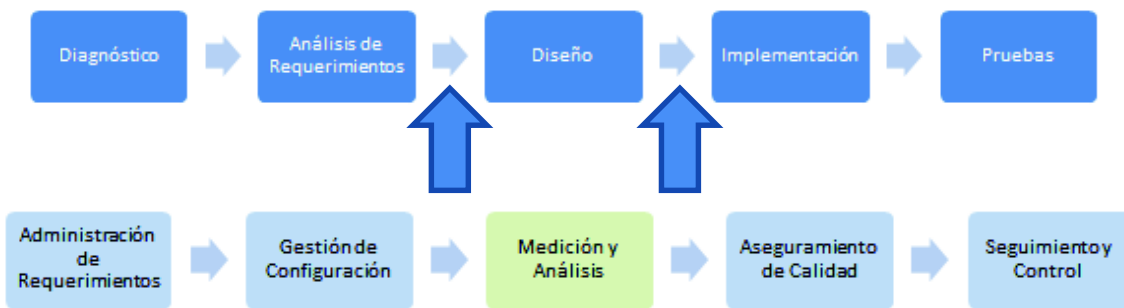 Diagnóstico
Análisis de
Requerimientos
Diseño
Implementación
Pruebas
Administración
de
Requerimientos
Gestión de
Configuración
Medición y
Análisis
Aseguramiento
de Calidad
Seguimiento y
Control